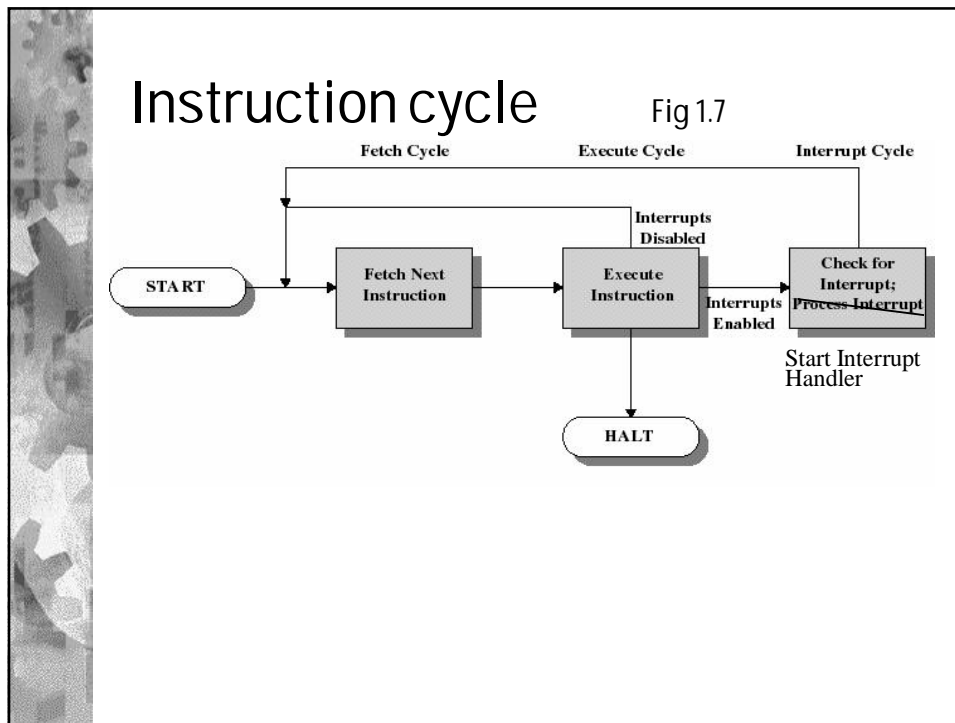 Instruction cycle Fig 1.7
Fetch Cycle Execute Cycle Interrupt Cycle
Interrupts
Disabled
START
Fetch Next
Instruction
Execute
Instruction
Interrupts
Enabled
Check for
Interrupt;
Process Interrupt
Start Interrupt
Handler
HALT